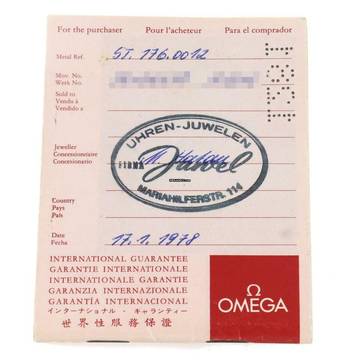 For the purchaser Pour l'acheteur Para el comprador
Metal Ref. ST. 176.0012
Mov. No.
Werk No.
Sold to
Vendu à
Vendido a
Jeweller
Concessionnaire
Concesionario
UHREN-JUWELEN
FIRMA Juwel
MARIAHILFERSTR. 114
Country
Pays
País
Date
Fecha
17.1.1978
INTERNATIONAL GUARANTEE
GARANTIE INTERNATIONALE
INTERNATIONALE GARANTIE
GARANZIA INTERNAZIONALE
GARANTÍA INTERNACIONAL
インターナショナル・ギャランティー
世界性服務保證
Ω
OMEGA